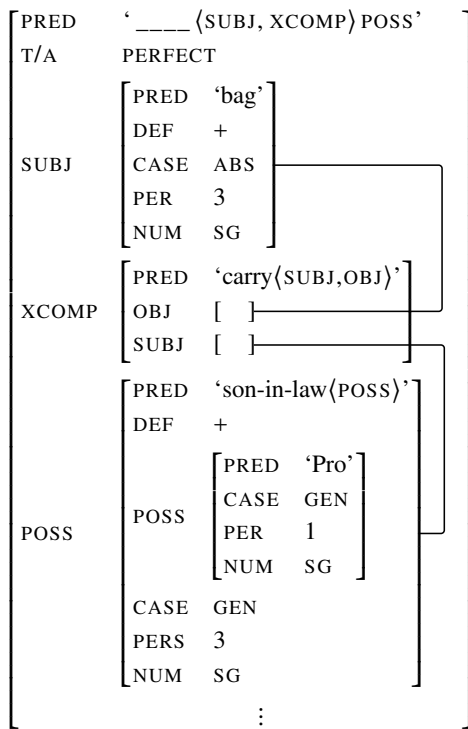 PRED ‘ ____ ⟨SUBJ, XCOMP⟩ POSS’
T/A PERFECT
PRED ‘bag’
DEF +
SUBJ CASE ABS
PER 3
NUM SG
PRED ‘carry⟨SUBJ,OBJ⟩’
XCOMP OBJ [ ]
SUBJ [ ]
PRED ‘son-in-law⟨POSS⟩’
DEF +
PRED ‘Pro’
POSS CASE GEN
POSS PER 1
NUM SG
CASE GEN
PERS 3
NUM SG
⋮